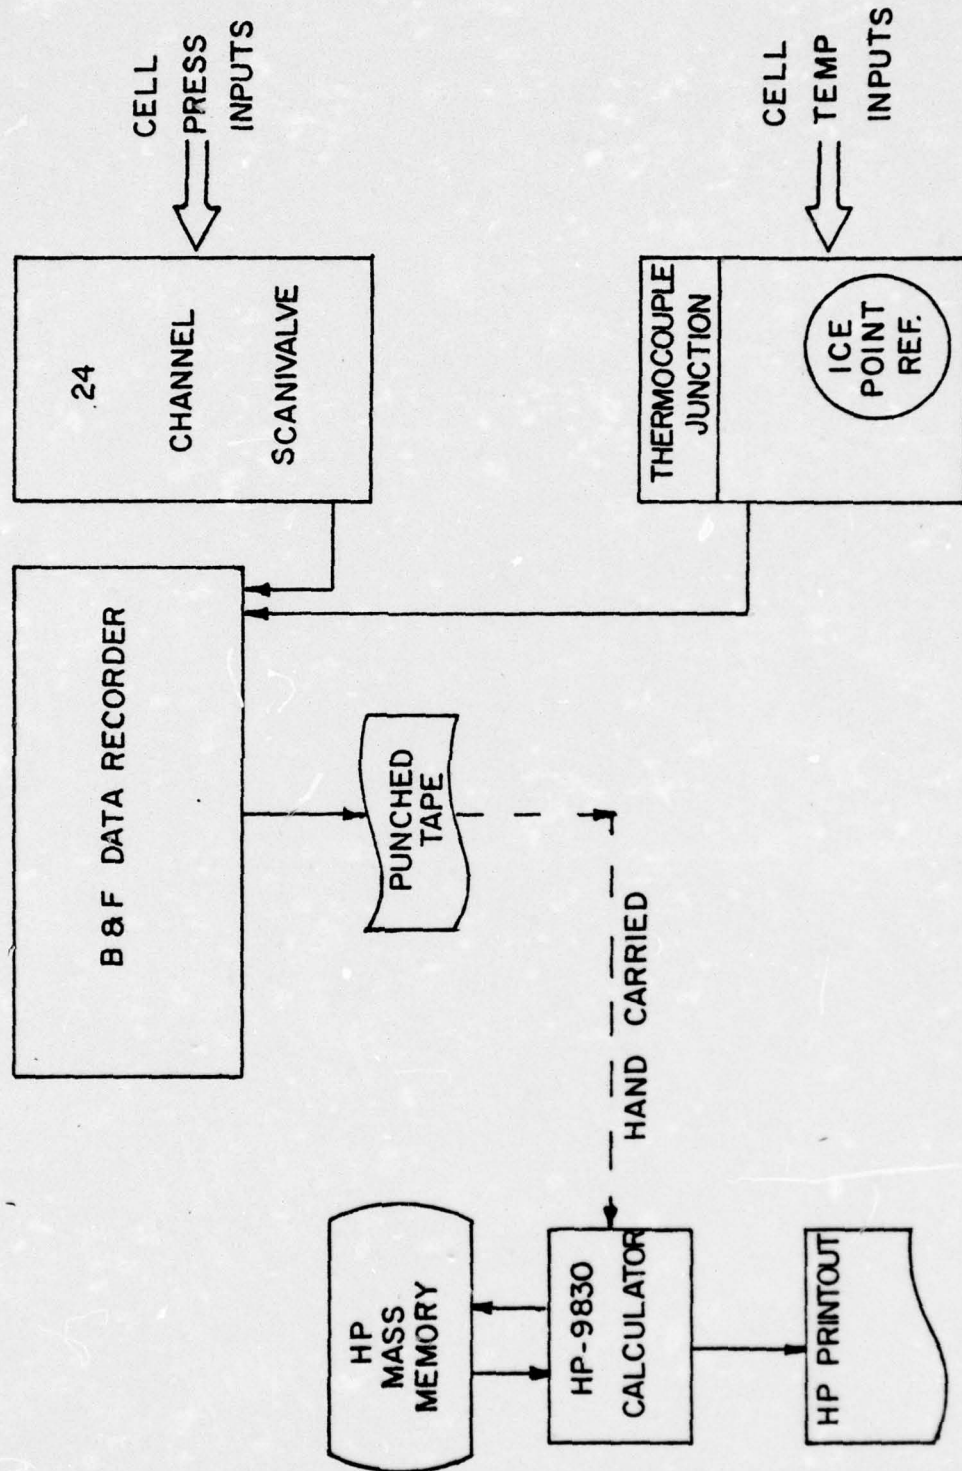 CELL
PRESS
INPUTS
24
CHANNEL
SCANIVALVE
CELL
TEMP
INPUTS
THERMOCOUPLE
JUNCTION
ICE
POINT
REF.
B & F DATA RECORDER
PUNCHED
TAPE
HAND CARRIED
HP
MASS
MEMORY
HP-9830
CALCULATOR
HP PRINTOUT